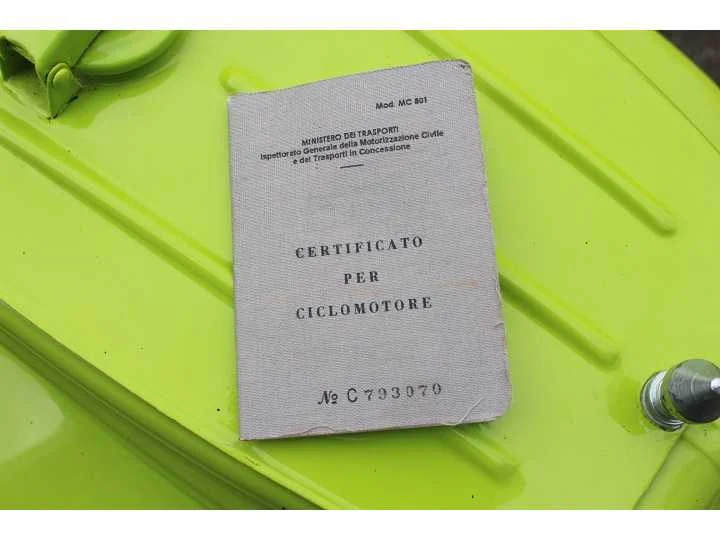 Mod. MC 801
MINISTERO DEI TRASPORTI
Ispettorato Generale della Motorizzazione Civile
e dei Trasporti in Concessione
CERTIFICATO
PER
CICLOMOTORE
№ C 793970